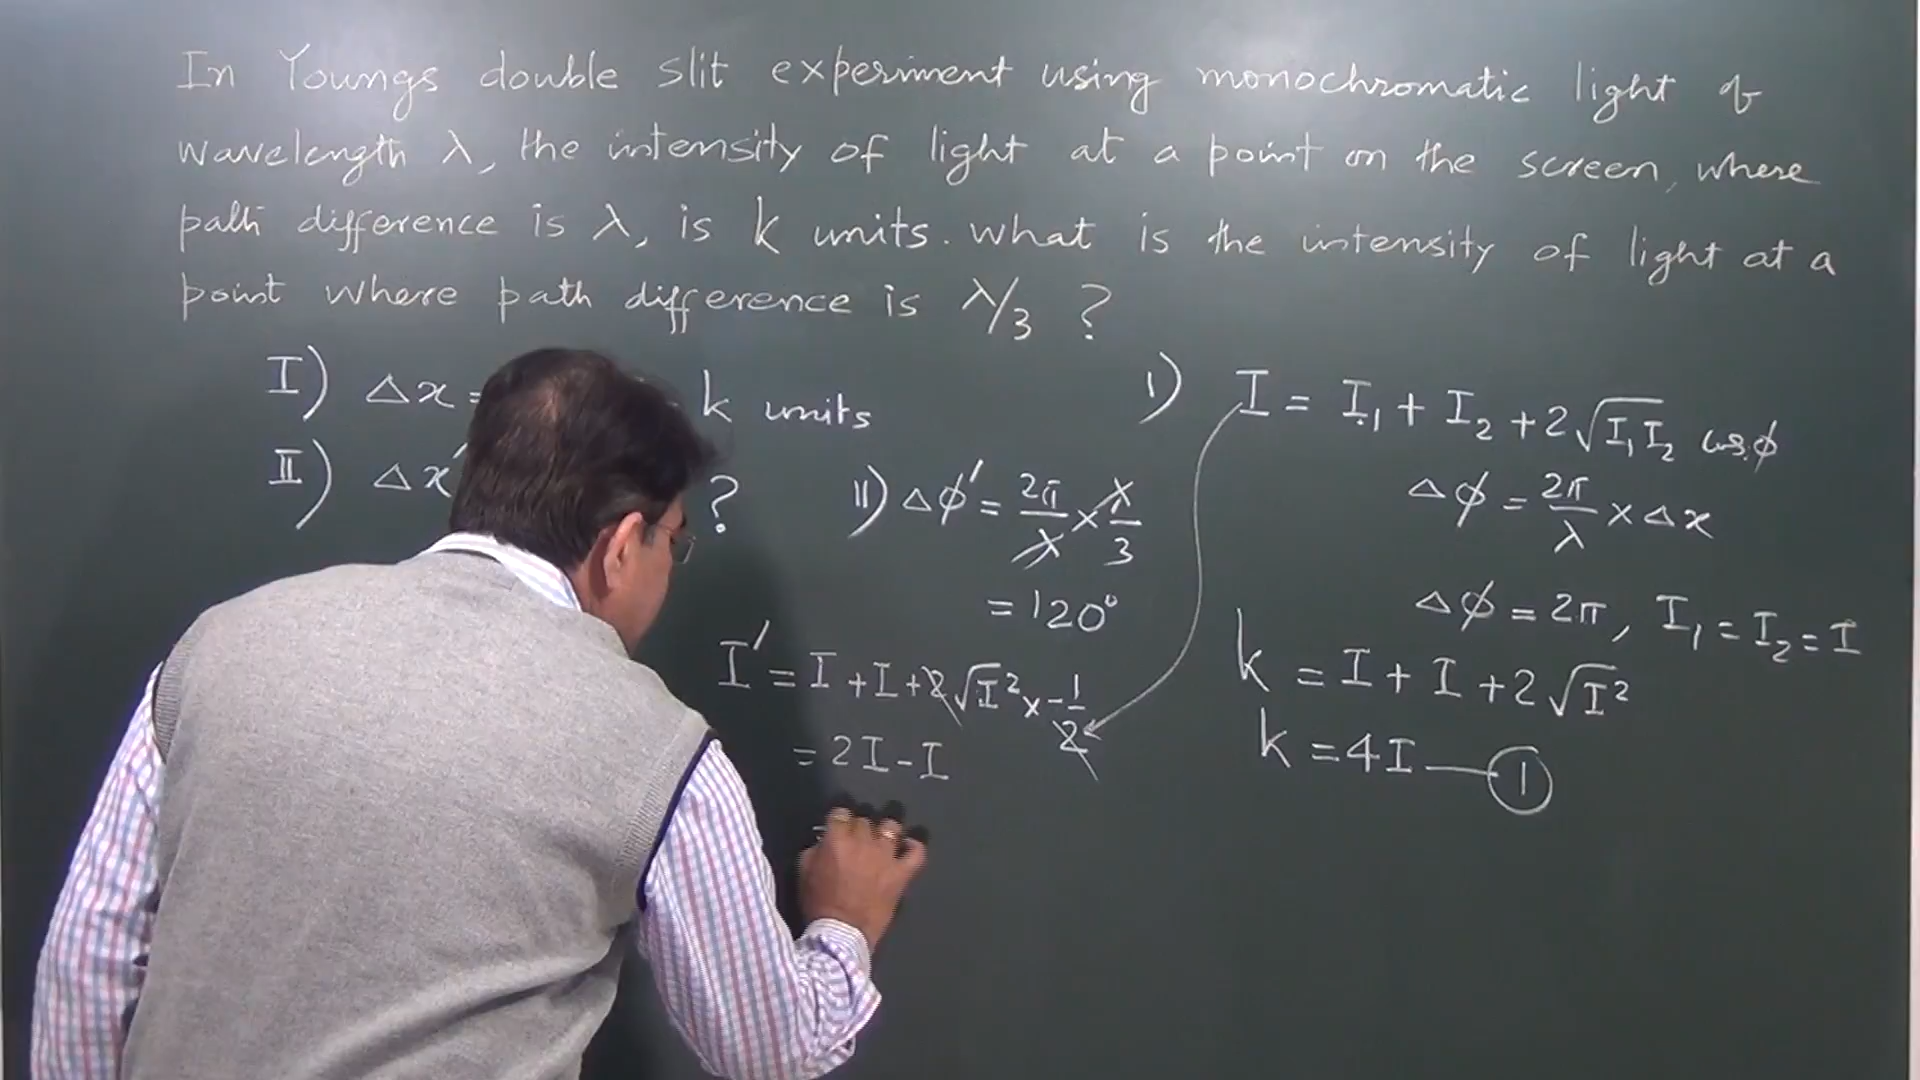 In Youngs double slit experiment using monochromatic light of
wavelength λ, the intensity of light at a point on the screen, where
path difference is λ, is k units. what is the intensity of light at a
point where path difference is λ/3 ?
I) Δx = k units
II) Δx' ?
II) Δφ' = 2π/λ × λ/3
= 120°
I' = I + I + 2√I² × -1/2
= 2I - I
=
1) I = I₁ + I₂ + 2√I₁I₂ cos φ
Δφ = 2π/λ × Δx
Δφ = 2π, I₁ = I₂ = I
k = I + I + 2√I²
k = 4I — 1